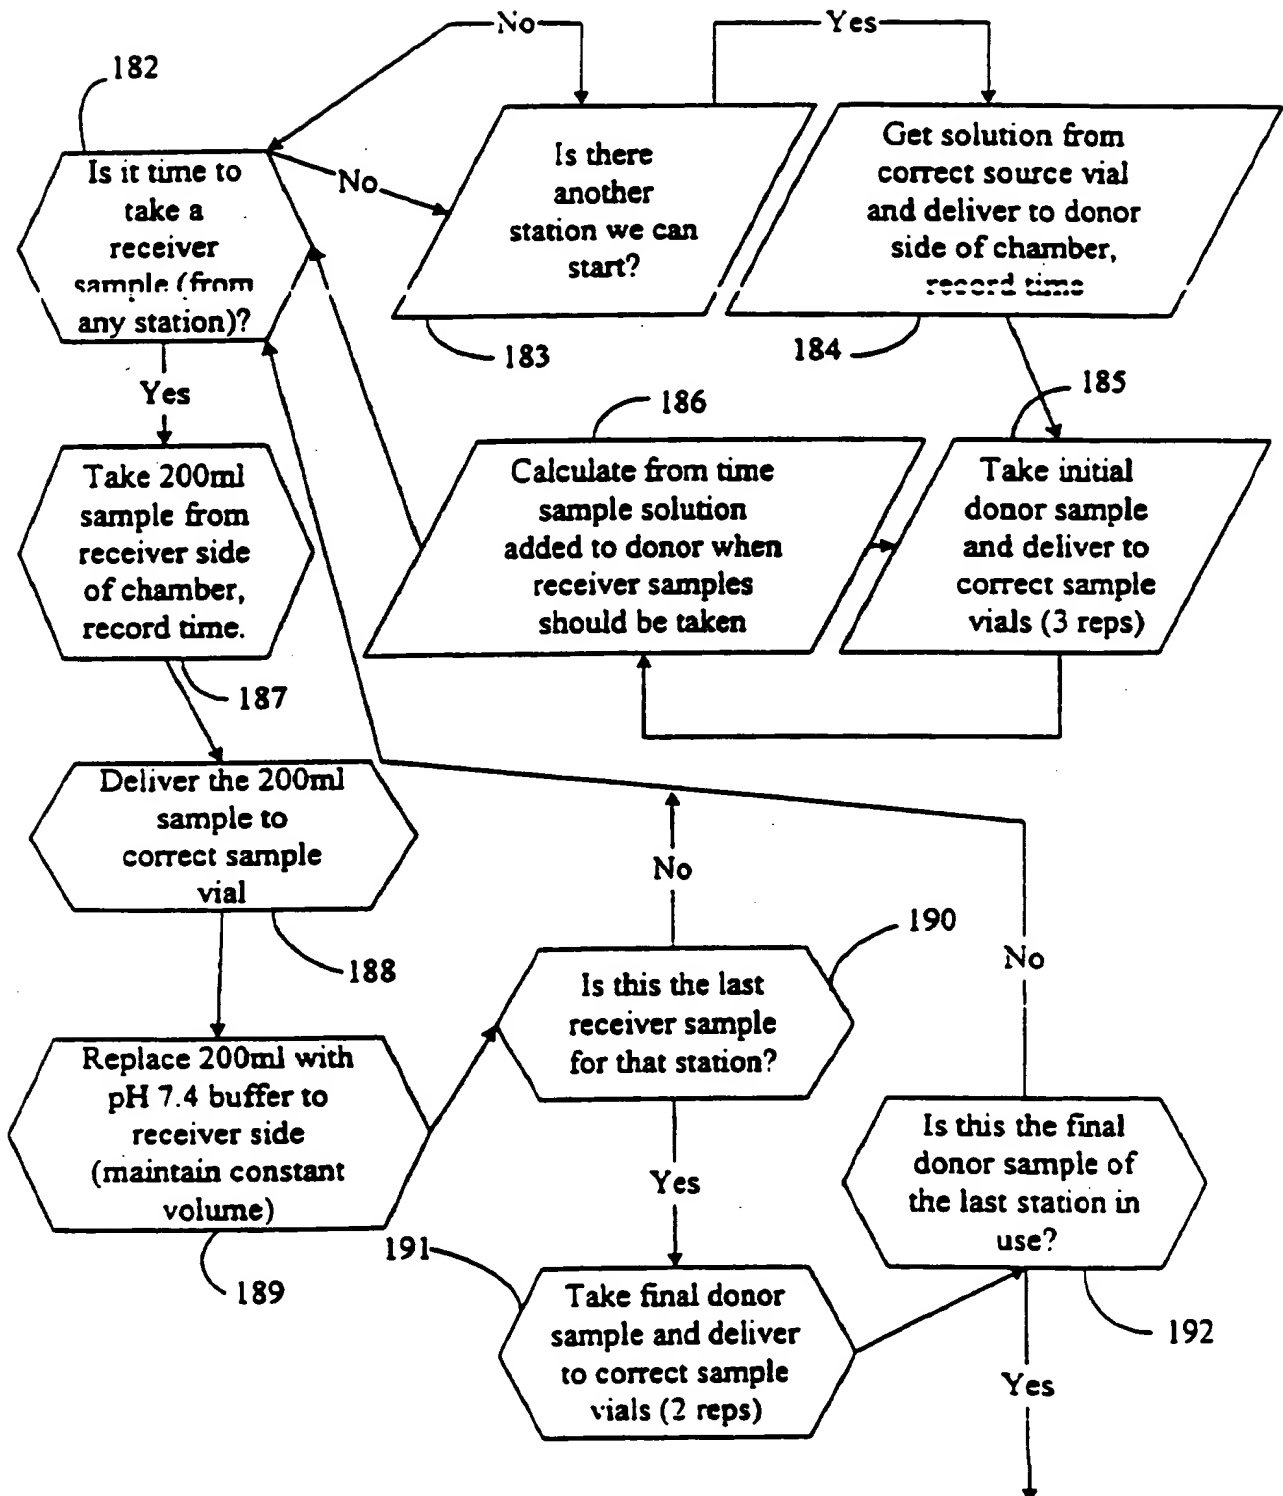 No
Yes
182
Is it time to
take a
receiver
sample (from
any station)?
No
Is there
another
station we can
start?
183
Get solution from
correct source vial
and deliver to donor
side of chamber,
record time
184
Yes
185
186
Calculate from time
sample solution
added to donor when
receiver samples
should be taken
Take initial
donor sample
and deliver to
correct sample
vials (3 reps)
Take 200ml
sample from
receiver side
of chamber,
record time.
187
Deliver the 200ml
sample to
correct sample
vial
188
No
190
Is this the last
receiver sample
for that station?
No
Replace 200ml with
pH 7.4 buffer to
receiver side
(maintain constant
volume)
189
Yes
Is this the final
donor sample of
the last station in
use?
192
191
Take final donor
sample and deliver
to correct sample
vials (2 reps)
Yes